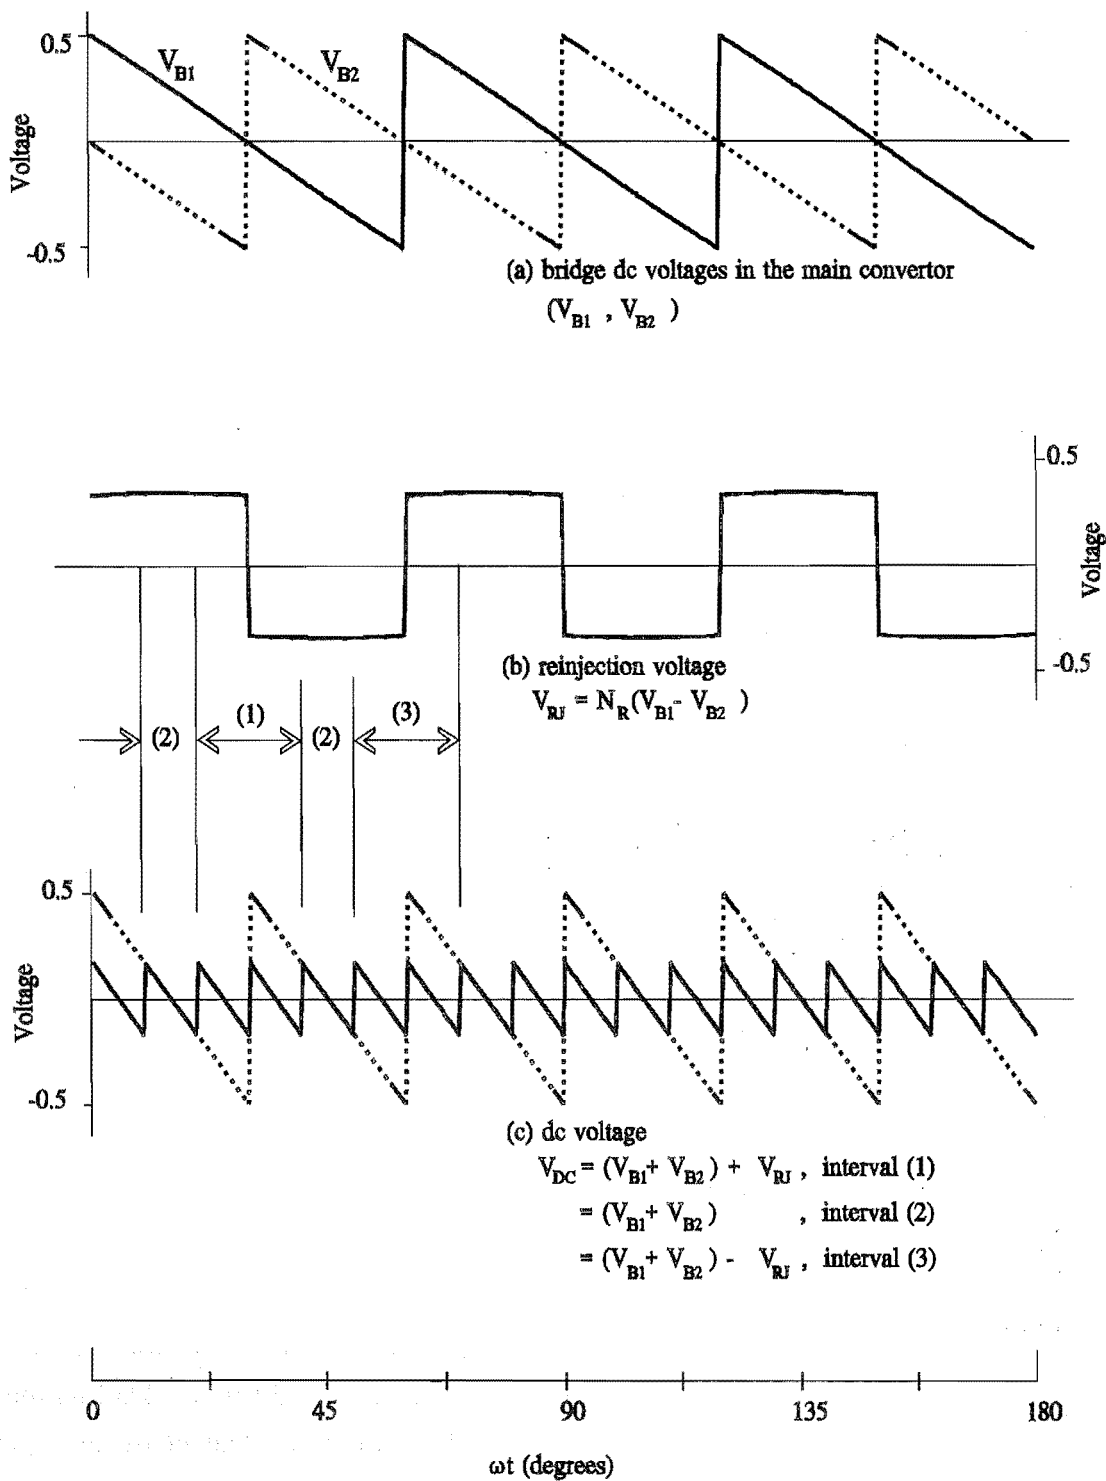 0.5
V_B1
V_B2
Voltage
-0.5
(a) bridge dc voltages in the main convertor
(V_B1 , V_B2 )
0.5
Voltage
-0.5
(b) reinjection voltage
V_RJ = N_R(V_B1- V_B2 )
(2)
(1)
(2)
(3)
0.5
Voltage
-0.5
(c) dc voltage
V_DC = (V_B1+ V_B2) + V_RJ , interval (1)
= (V_B1+ V_B2) , interval (2)
= (V_B1+ V_B2) - V_RJ , interval (3)
0 45 90 135 180
ωt (degrees)